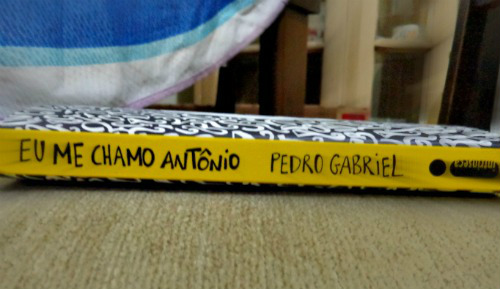 EU ME CHAMO ANTÔNIO PEDRO GABRIEL